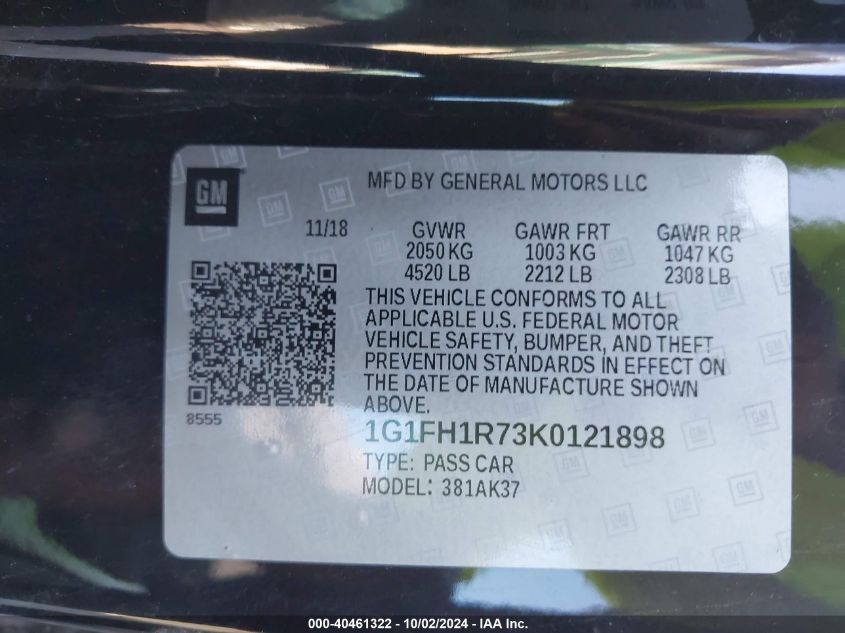 GM
MFD BY GENERAL MOTORS LLC
11/18 GVWR GAWR FRT GAWR RR
2050 KG 1003 KG 1047 KG
4520 LB 2212 LB 2308 LB
THIS VEHICLE CONFORMS TO ALL
APPLICABLE U.S. FEDERAL MOTOR
VEHICLE SAFETY, BUMPER, AND THEFT
PREVENTION STANDARDS IN EFFECT ON
THE DATE OF MANUFACTURE SHOWN
ABOVE.
8555
1G1FH1R73K0121898
TYPE: PASS CAR
MODEL: 381AK37
000-40461322 - 10/02/2024 - IAA Inc.